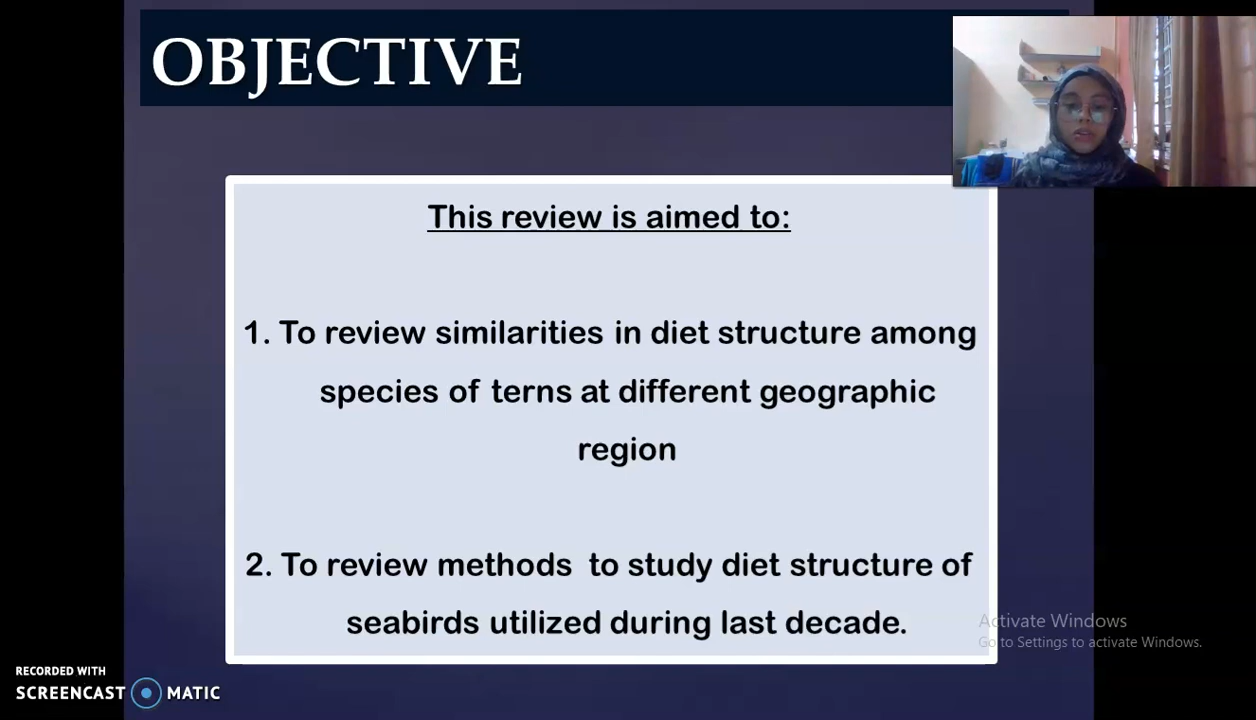 OBJECTIVE
This review is aimed to:
1. To review similarities in diet structure among
species of terns at different geographic
region
2. To review methods to study diet structure of
seabirds utilized during last decade.
Activate Windows
Go to Settings to activate Windows.
RECORDED WITH
SCREENCAST MATIC